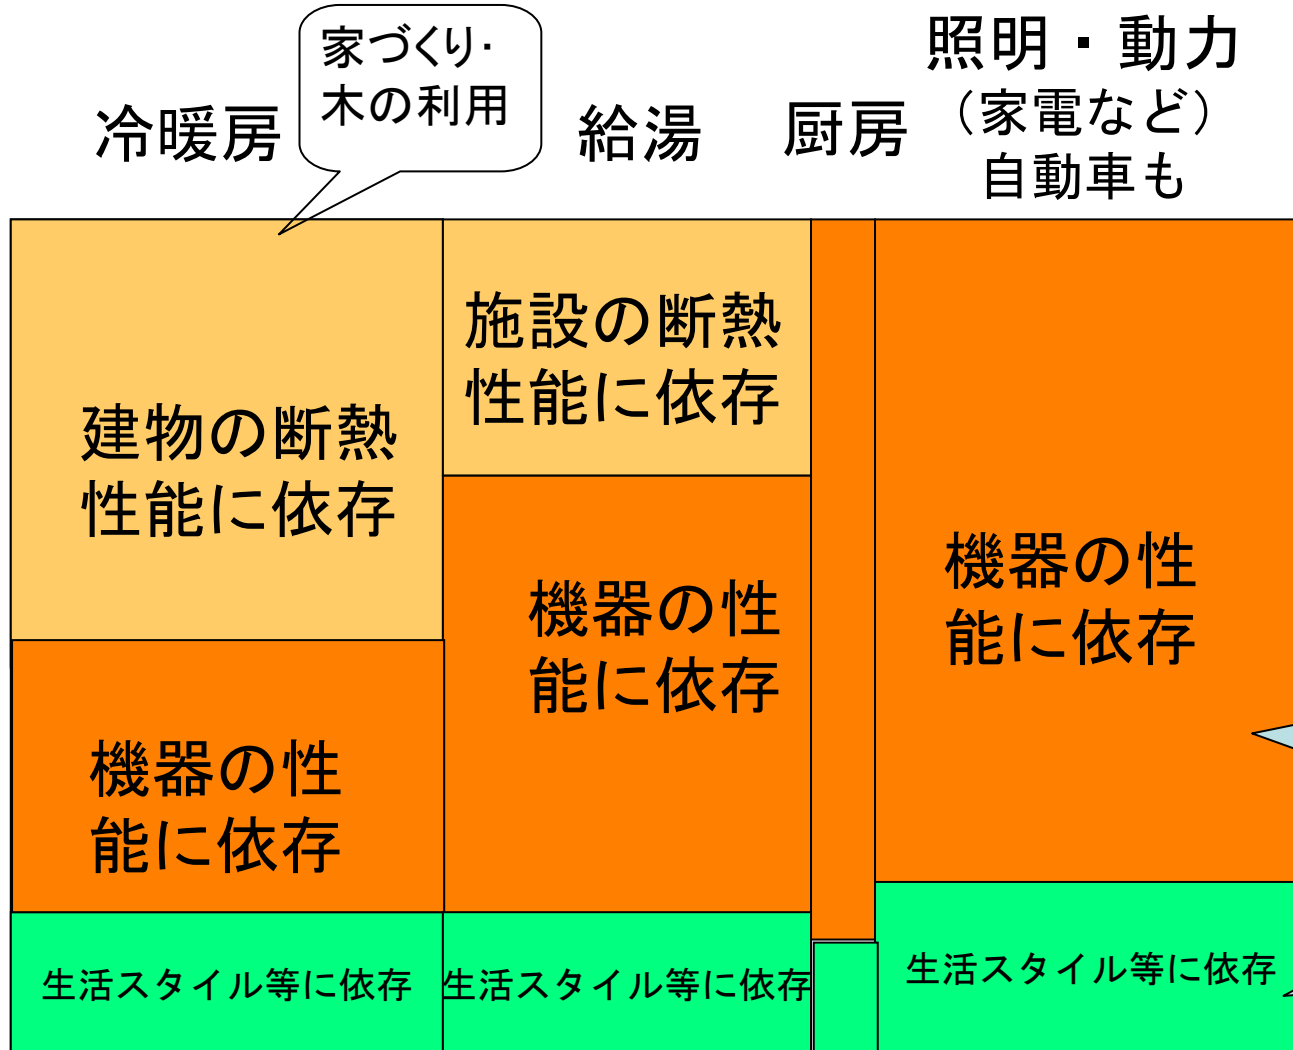 家づくり・
木の利用
冷暖房
給湯
厨房
照明・動力
（家電など）
自動車も
建物の断熱
性能に依存
施設の断熱
性能に依存
機器の性
能に依存
機器の性
能に依存
機器の性
能に依存
生活スタイル等に依存
生活スタイル等に依存
生活スタイル等に依存